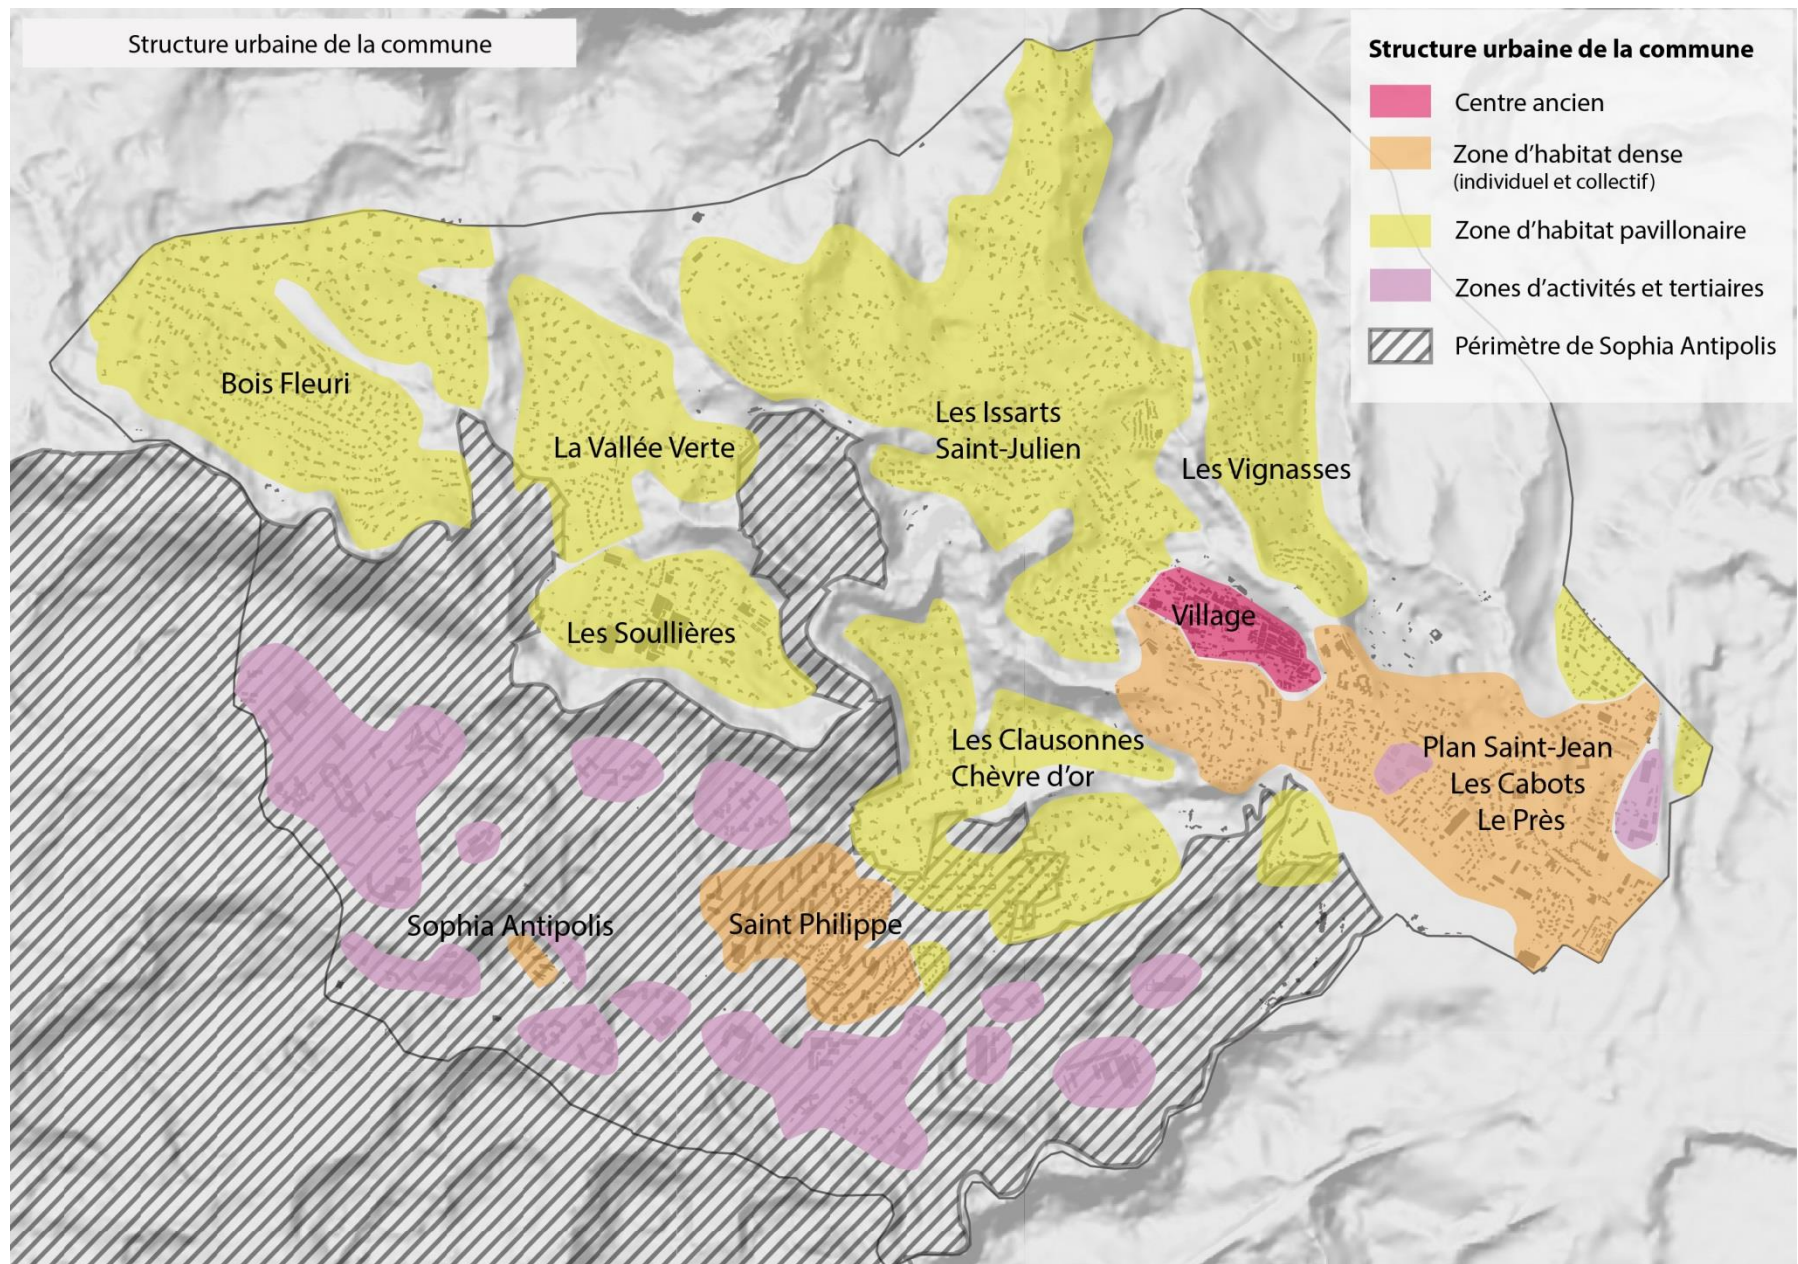 Structure urbaine de la commune
Structure urbaine de la commune
Centre ancien
Zone d'habitat dense
(individuel et collectif)
Zone d'habitat pavillonaire
Zones d'activités et tertiaires
Périmètre de Sophia Antipolis
Bois Fleuri
La Vallée Verte
Les Issarts
Saint-Julien
Les Vignasses
Les Soullières
Village
Les Clausonnes
Chèvre d'or
Plan Saint-Jean
Les Cabots
Le Près
Sophia Antipolis
Saint Philippe